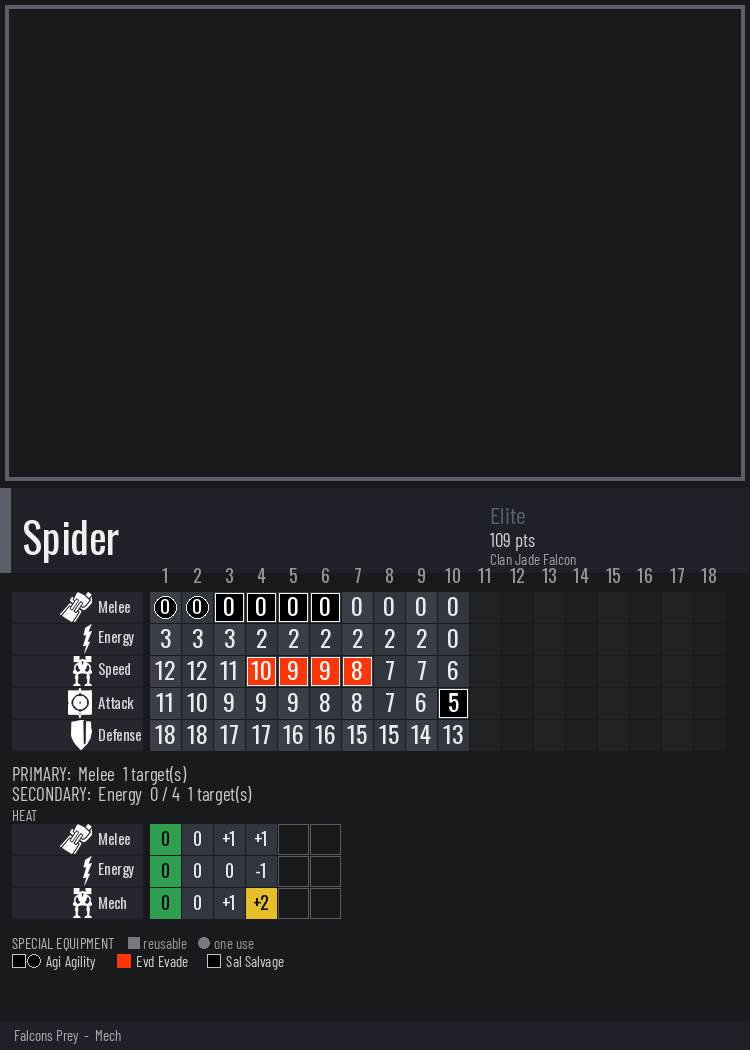 Spider
Elite
109 pts
Clan Jade Falcon
1 2 3 4 5 6 7 8 9 10 11 12 13 14 15 16 17 18
Melee 0 0 0 0 0 0 0 0 0 0
Energy 3 3 3 2 2 2 2 2 2 0
Speed 12 12 11 10 9 9 8 7 7 6
Attack 11 10 9 9 9 8 8 7 6 5
Defense 18 18 17 17 16 16 15 15 14 13
PRIMARY: Melee 1 target(s)
SECONDARY: Energy 0 / 4 1 target(s)
HEAT
Melee 0 0 +1 +1
Energy 0 0 0 -1
Mech 0 0 +1 +2
SPECIAL EQUIPMENT reusable one use
Agi Agility Evd Evade Sal Salvage
Falcons Prey - Mech